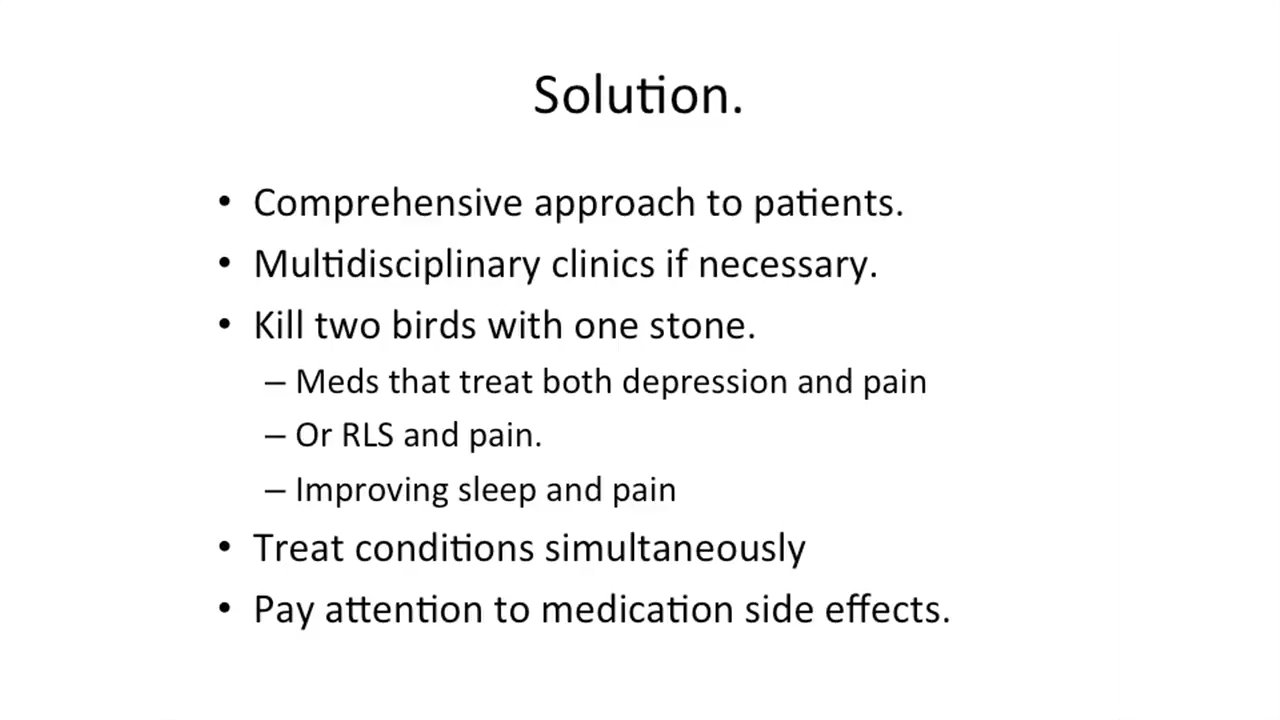 Solution.
• Comprehensive approach to patients.
• Multidisciplinary clinics if necessary.
• Kill two birds with one stone.
– Meds that treat both depression and pain
– Or RLS and pain.
– Improving sleep and pain
• Treat conditions simultaneously
• Pay attention to medication side effects.